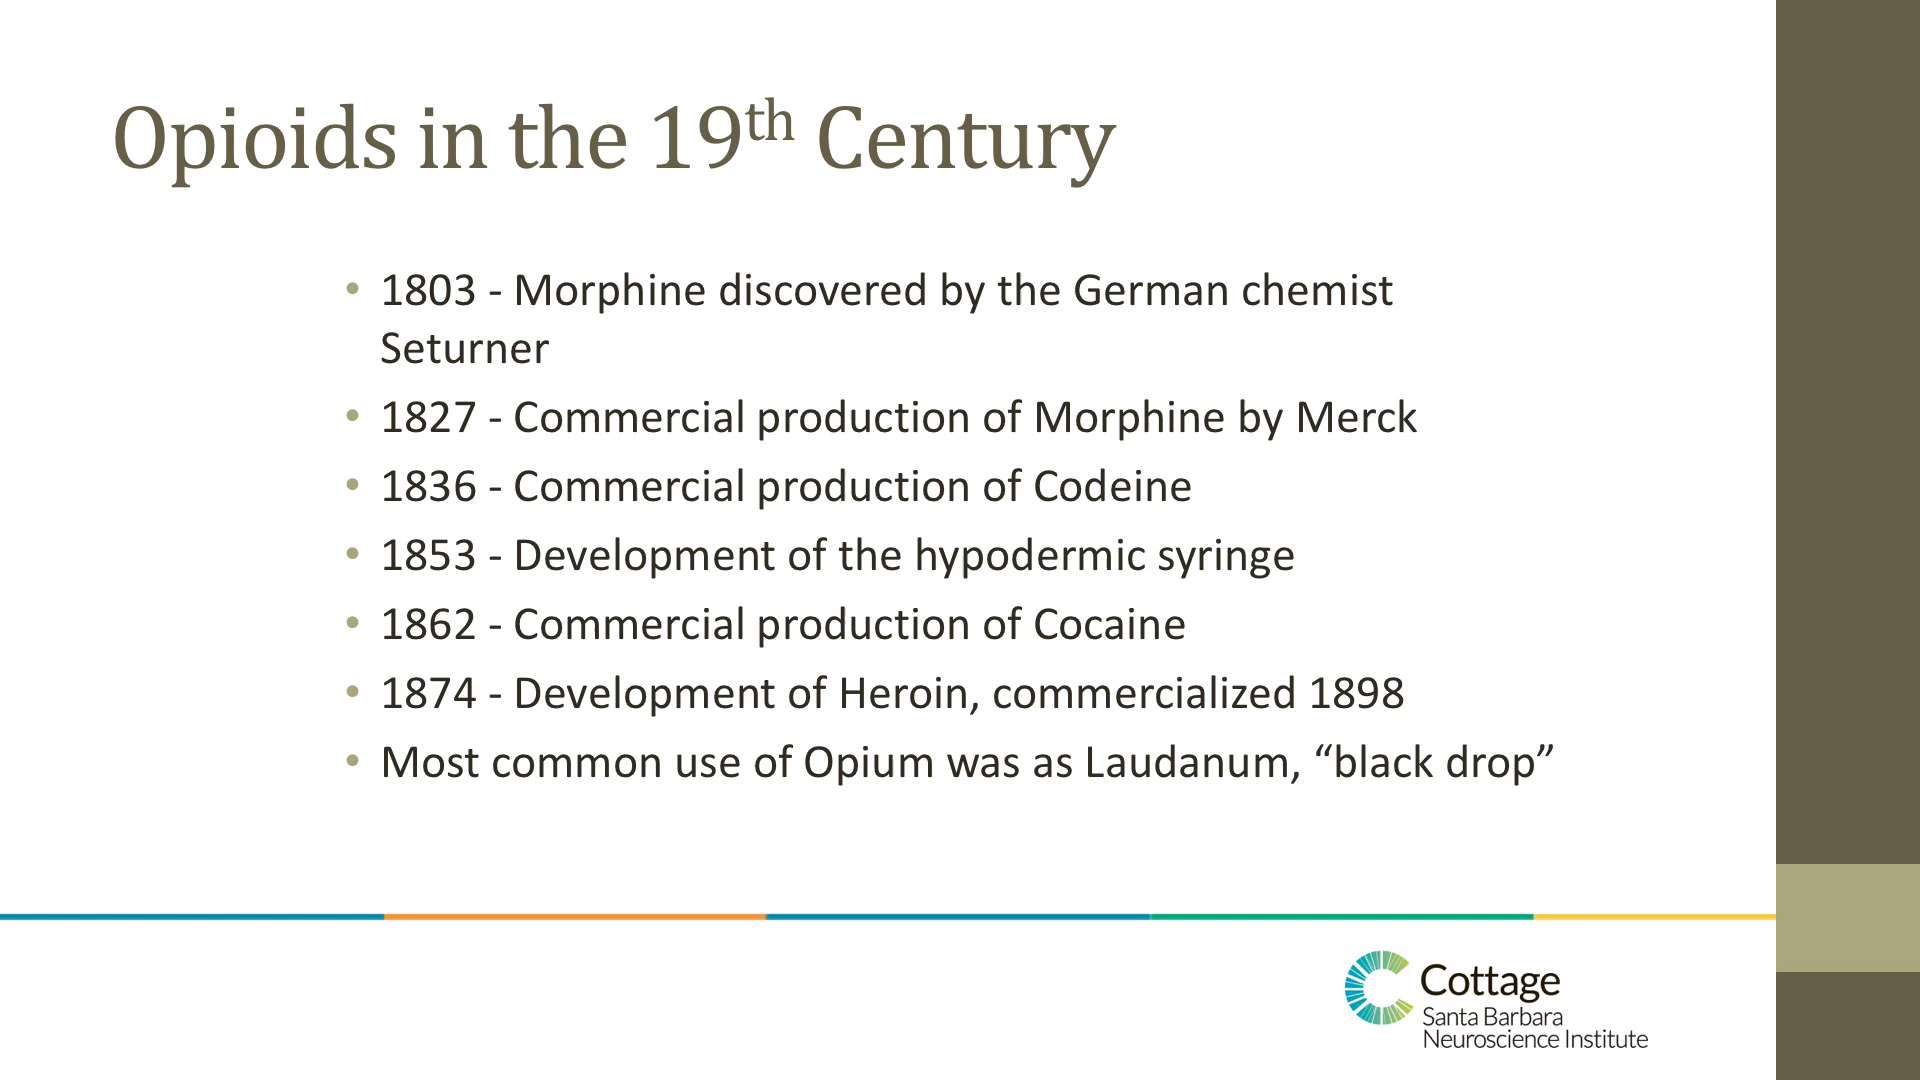 Opioids in the 19th Century
• 1803 - Morphine discovered by the German chemist
Seturner
• 1827 - Commercial production of Morphine by Merck
• 1836 - Commercial production of Codeine
• 1853 - Development of the hypodermic syringe
• 1862 - Commercial production of Cocaine
• 1874 - Development of Heroin, commercialized 1898
• Most common use of Opium was as Laudanum, “black drop”
Cottage
Santa Barbara
Neuroscience Institute